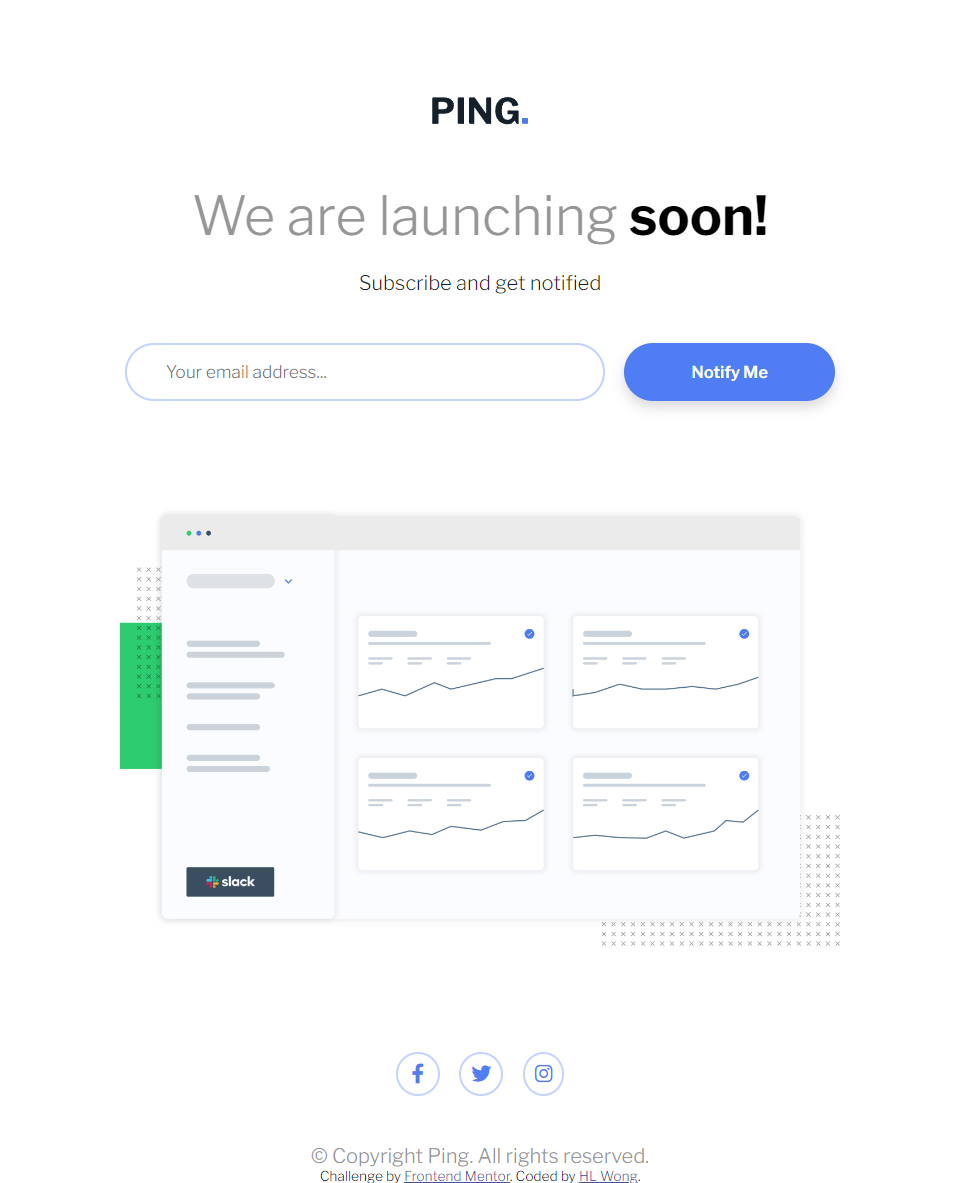 PING.
We are launching soon!
Subscribe and get notified
Your email address...
Notify Me
slack
© Copyright Ping. All rights reserved.
Challenge by Frontend Mentor. Coded by HL Wong.